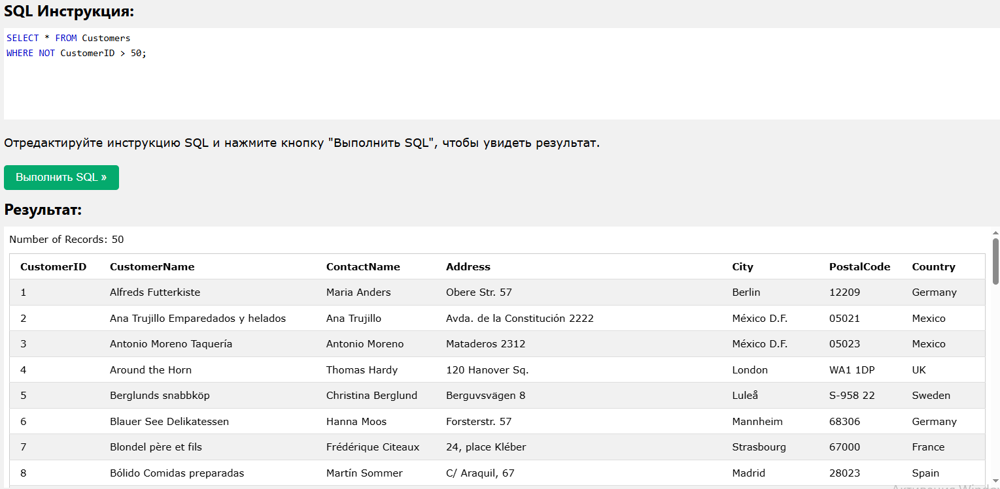 SQL Инструкция:
SELECT * FROM Customers
WHERE NOT CustomerID > 50;
Отредактируйте инструкцию SQL и нажмите кнопку "Выполнить SQL", чтобы увидеть результат.
Выполнить SQL »
Результат:
Number of Records: 50
CustomerID CustomerName ContactName Address City PostalCode Country
1 Alfreds Futterkiste Maria Anders Obere Str. 57 Berlin 12209 Germany
2 Ana Trujillo Emparedados y helados Ana Trujillo Avda. de la Constitución 2222 México D.F. 05021 Mexico
3 Antonio Moreno Taquería Antonio Moreno Mataderos 2312 México D.F. 05023 Mexico
4 Around the Horn Thomas Hardy 120 Hanover Sq. London WA1 1DP UK
5 Berglunds snabbköp Christina Berglund Berguvsvägen 8 Luleå S-958 22 Sweden
6 Blauer See Delikatessen Hanna Moos Forsterstr. 57 Mannheim 68306 Germany
7 Blondel père et fils Frédérique Citeaux 24, place Kléber Strasbourg 67000 France
8 Bólido Comidas preparadas Martín Sommer C/ Araquil, 67 Madrid 28023 Spain